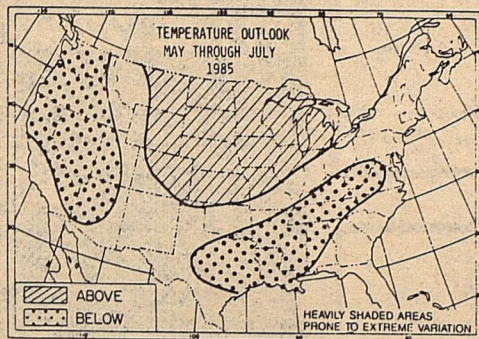 TEMPERATURE OUTLOOK
MAY THROUGH JULY
1985
ABOVE
BELOW
HEAVILY SHADED AREAS
PRONE TO EXTREME VARIATION